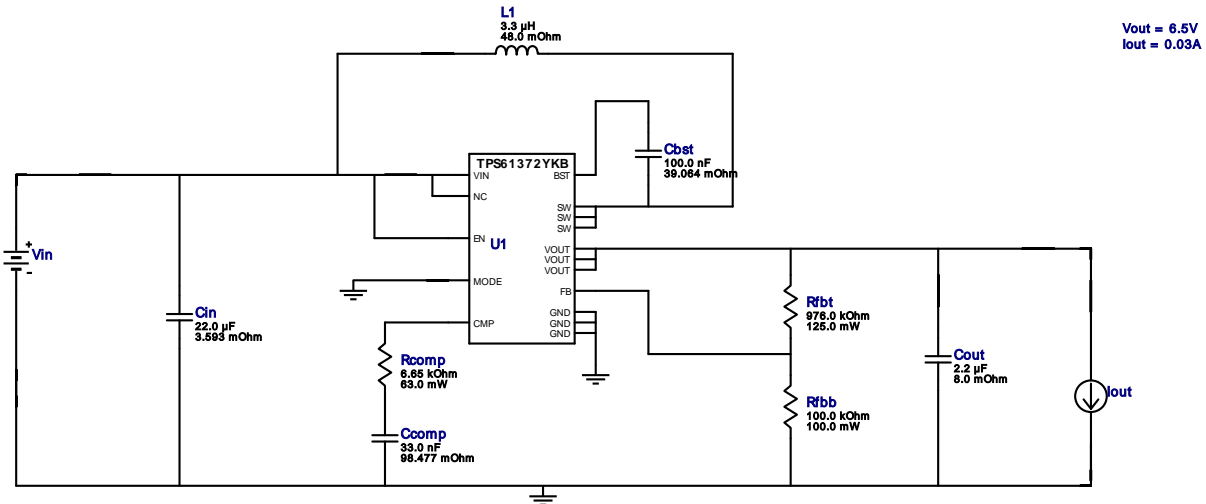 L1
3.3 µH
48.0 mOhm
Vout = 6.5V
Iout = 0.03A
Cbst
100.0 nF
39.064 mOhm
TPS61372YKB
VIN
BST
NC
SW
SW
SW
EN
U1
VOUT
VOUT
VOUT
MODE
FB
GND
GND
GND
CMP
+
Vin
-
Cin
22.0 µF
3.593 mOhm
Rcomp
6.65 kOhm
63.0 mW
Ccomp
33.0 nF
98.477 mOhm
Rfbt
976.0 kOhm
125.0 mW
Rfbb
100.0 kOhm
100.0 mW
Cout
2.2 µF
8.0 mOhm
Iout